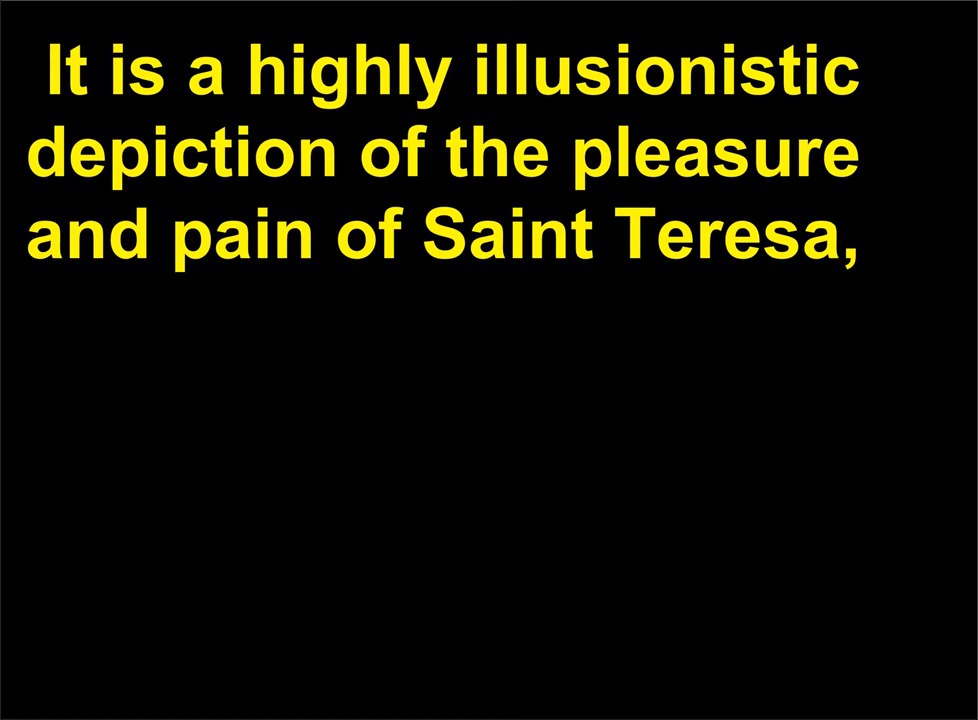 It is a highly illusionistic
depiction of the pleasure
and pain of Saint Teresa,